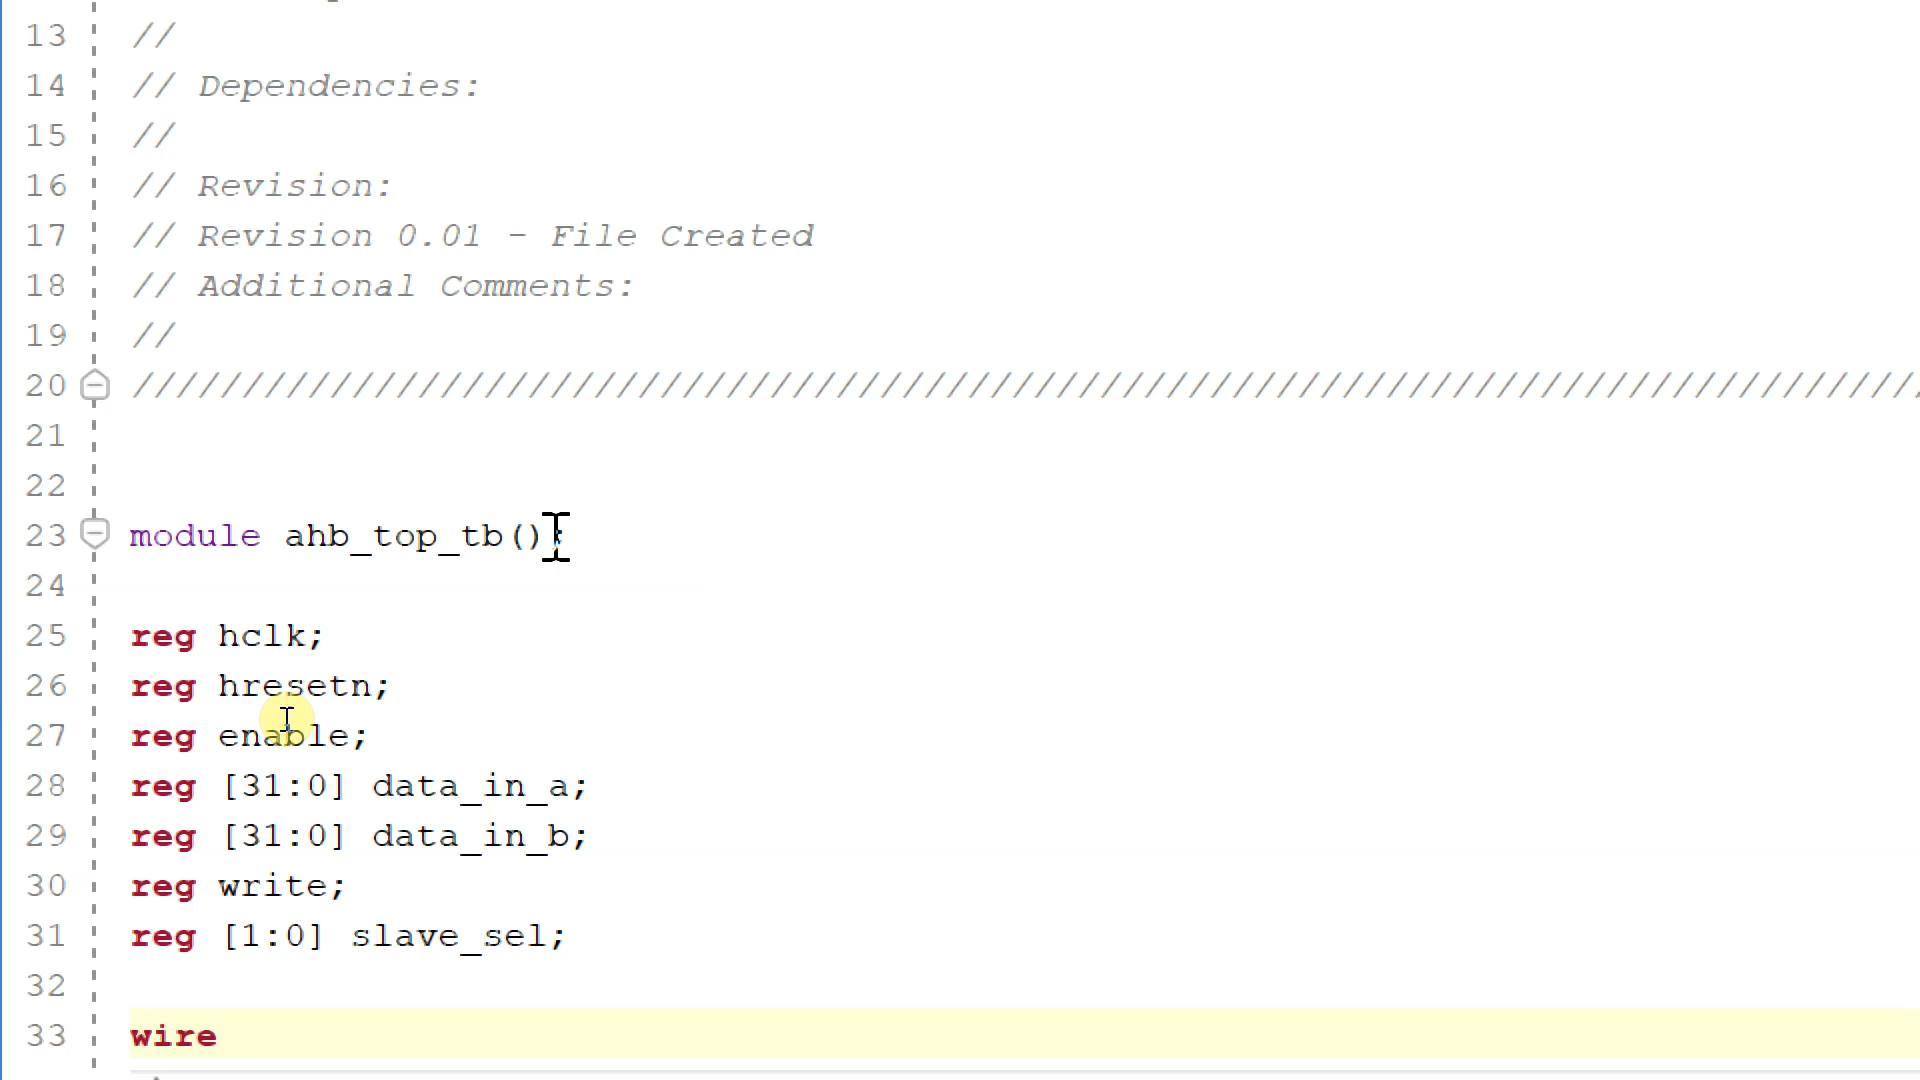 13 //
14 // Dependencies:
15 //
16 // Revision:
17 // Revision 0.01 - File Created
18 // Additional Comments:
19 //
20 //////////////////////////////////////////////////////////////////////////////////
21
22
23 module ahb_top_tb();
24
25 reg hclk;
26 reg hresetn;
27 reg enable;
28 reg [31:0] data_in_a;
29 reg [31:0] data_in_b;
30 reg write;
31 reg [1:0] slave_sel;
32
33 wire